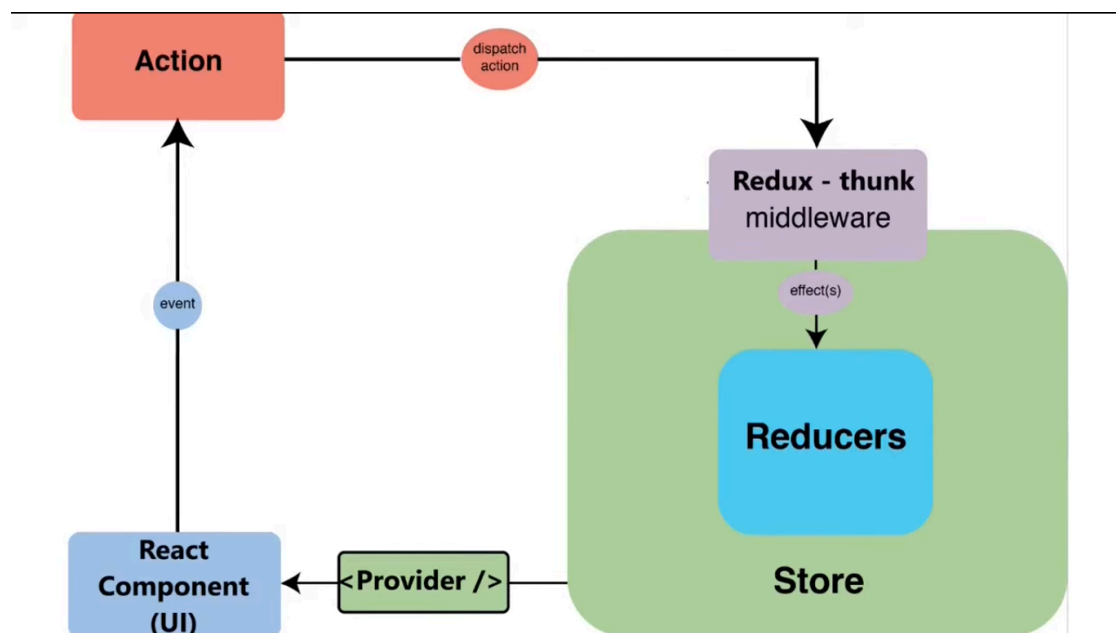 Action
dispatch
action
Redux - thunk
middleware
event
effect(s)
Reducers
React
Component
(UI)
<Provider />
Store